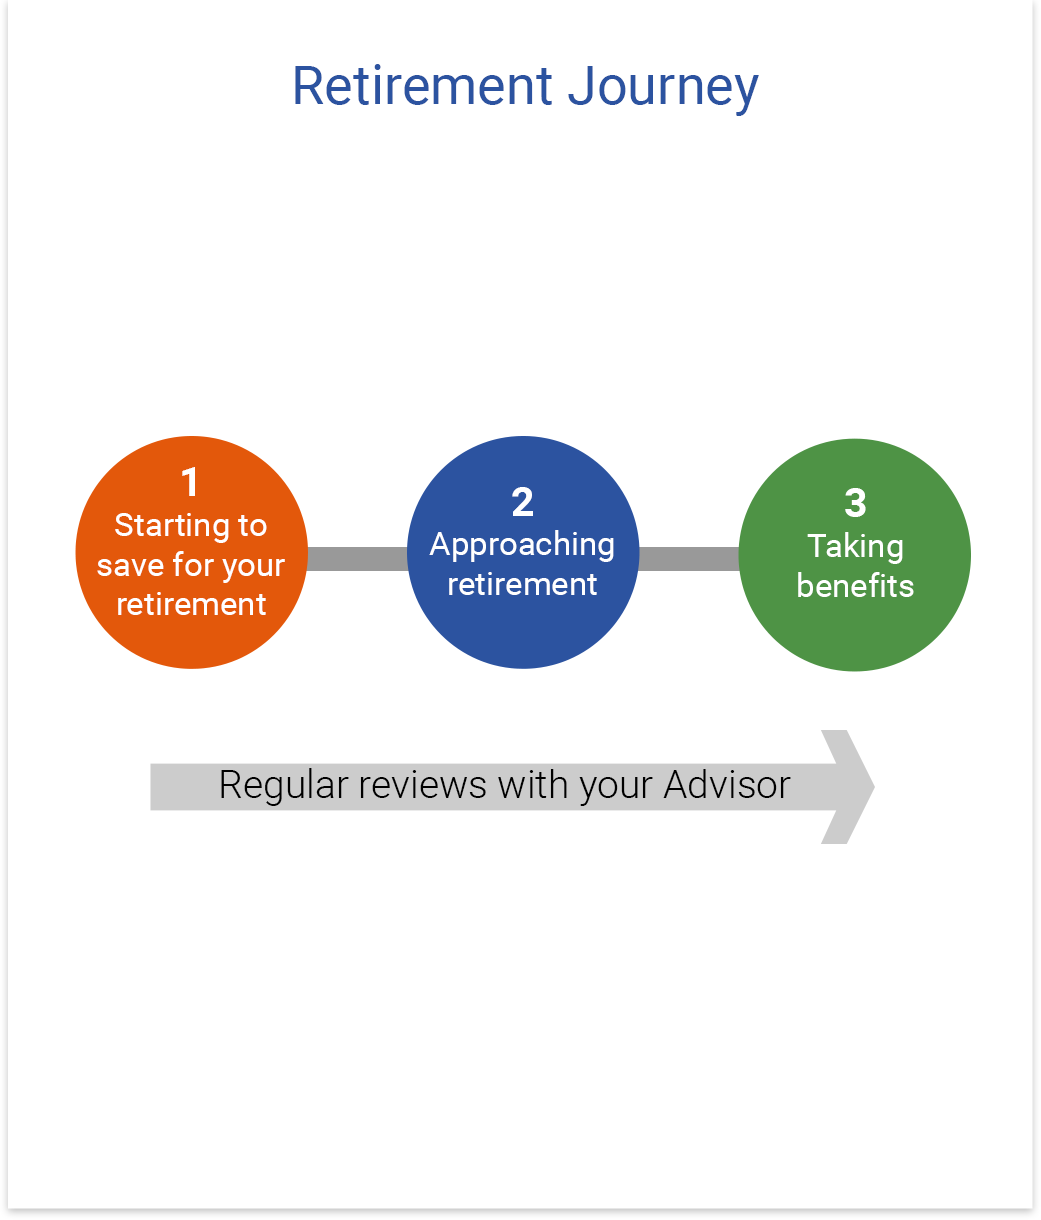 Retirement Journey
1
Starting to
save for your
retirement
2
Approaching
retirement
3
Taking
benefits
Regular reviews with your Advisor